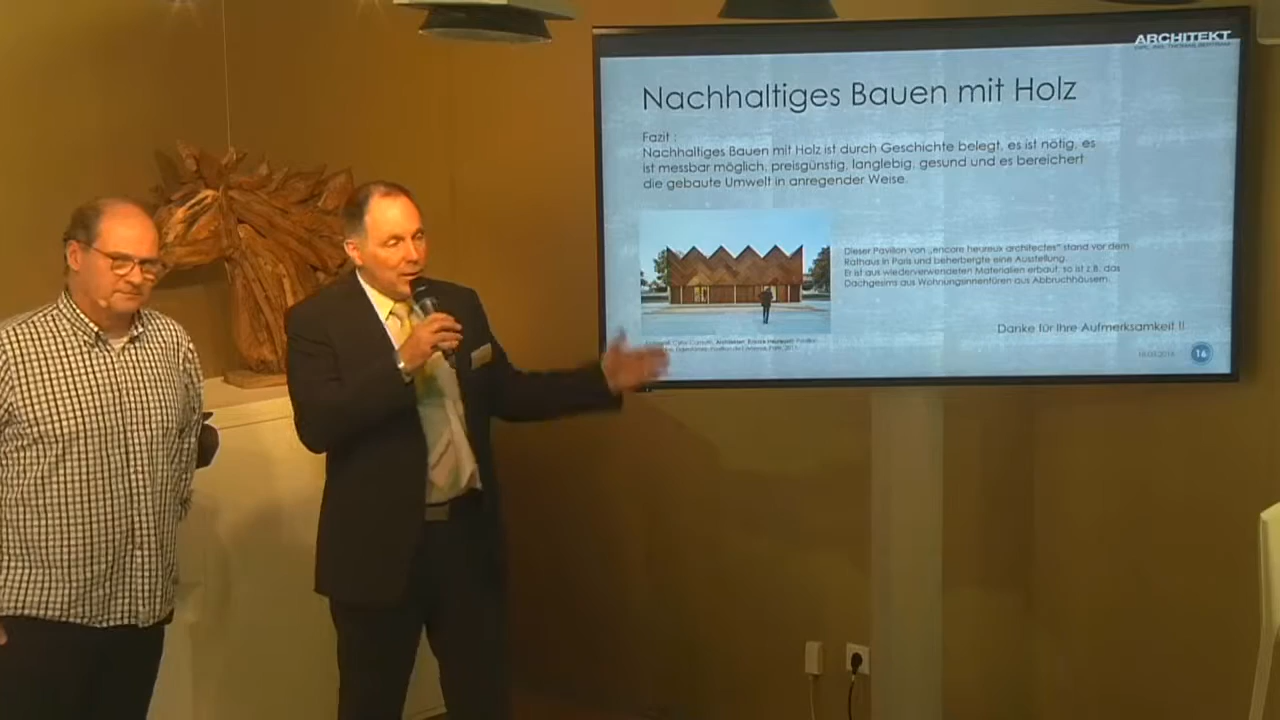 ARCHITEKT
Nachhaltiges Bauen mit Holz
Fazit :
Nachhaltiges Bauen mit Holz ist durch Geschichte belegt, es ist nötig, es
ist messbar möglich, preisgünstig, langlebig, gesund und es bereichert
die gebaute Umwelt in anregender Weise.
Dieser Pavillon von „encore heureux architectes" stand vor dem
Rathaus in Paris und beherbergte eine Ausstellung.
Er ist aus wiederverwendeten Materialien erbaut, so ist z.B. das
Dachgesims aus Wohnungsinnentüren aus Abbruchhäusern.
Danke für Ihre Aufmerksamkeit !!
16